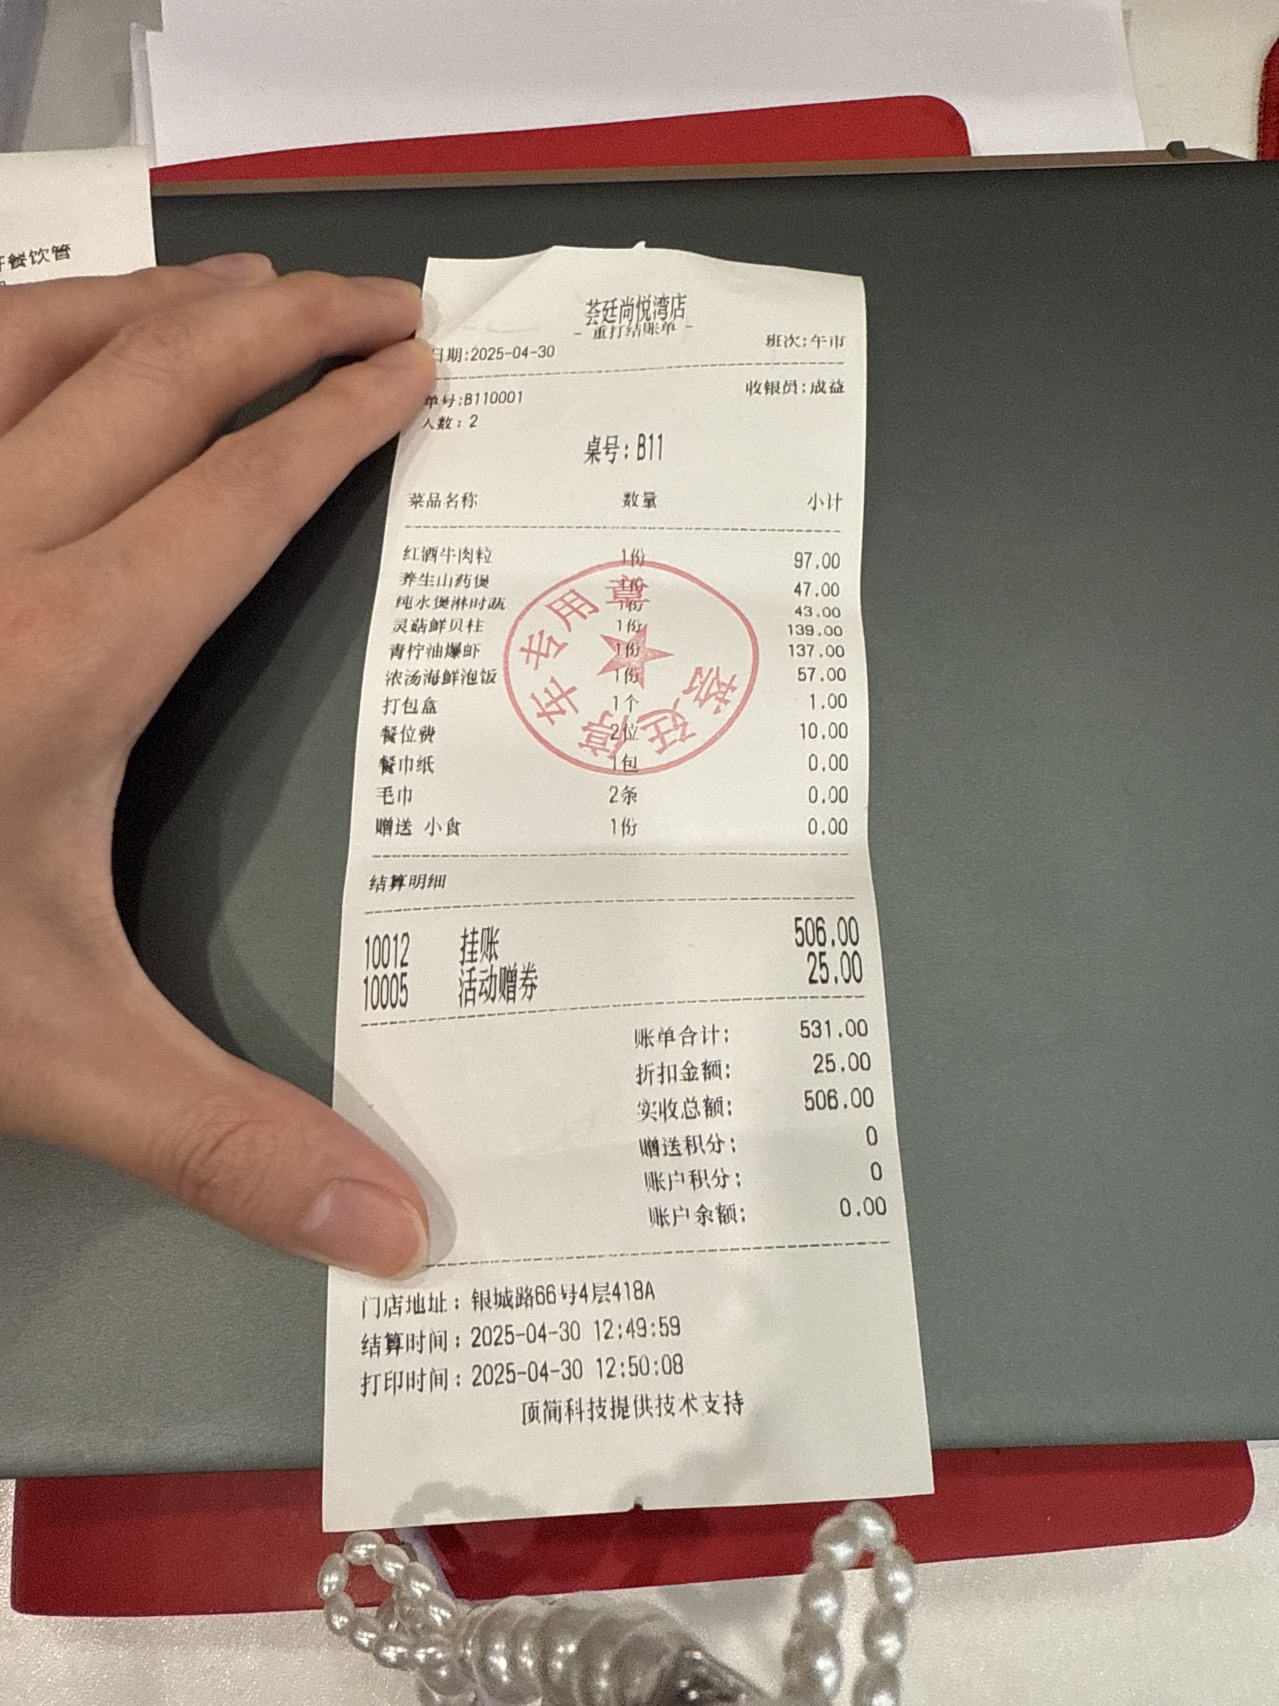 餐饮管
荟廷尚悦湾店
- 重打结账单 -
日期:2025-04-30 班次:午市
单号:B110001 收银员:成益
人数: 2
桌号: B11
菜品名称 数量 小计
红酒牛肉粒 1份 97.00
养生山药煲 1份 47.00
纯水煲淋时蔬 1份 43.00
灵菇鲜贝柱 1份 139.00
青柠油爆虾 1份 137.00
浓汤海鲜泡饭 1份 57.00
打包盒 1个 1.00
餐位费 2位 10.00
餐巾纸 1包 0.00
毛巾 2条 0.00
赠送 小食 1份 0.00
荟廷停车专用章
结算明细
10012 挂账 506.00
10005 活动赠券 25.00
账单合计: 531.00
折扣金额: 25.00
实收总额: 506.00
赠送积分: 0
账户积分: 0
账户余额: 0.00
门店地址: 银城路66号4层418A
结算时间: 2025-04-30 12:49:59
打印时间: 2025-04-30 12:50:08
顶简科技提供技术支持